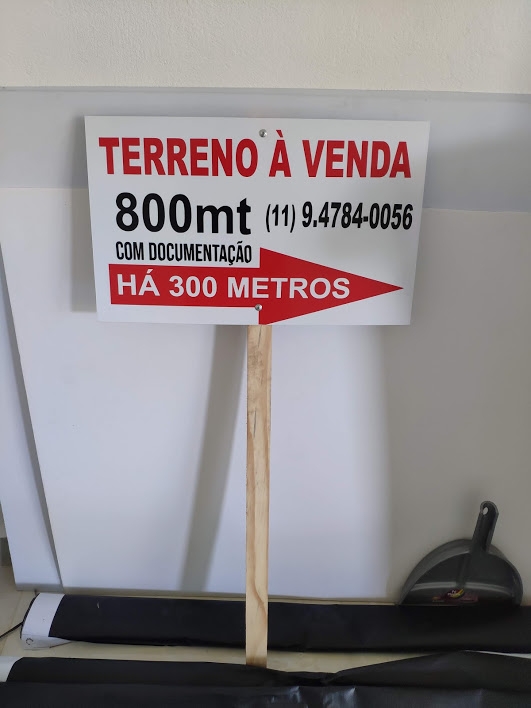 TERRENO À VENDA
800mt (11) 9.4784-0056
COM DOCUMENTAÇÃO
HÁ 300 METROS